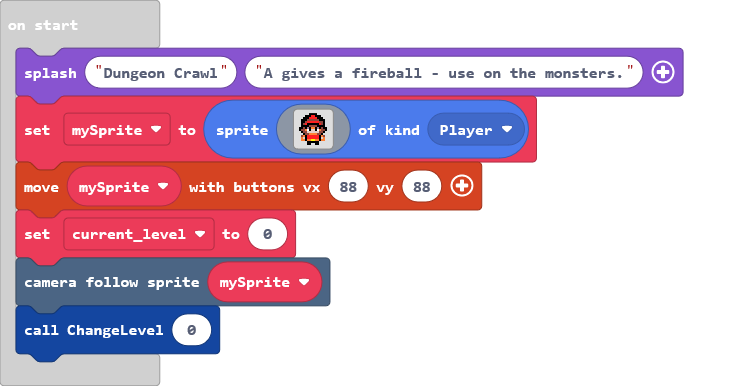 on start
splash "Dungeon Crawl" "A gives a fireball - use on the monsters."
set mySprite to sprite of kind Player
move mySprite with buttons vx 88 vy 88
set current_level to 0
camera follow sprite mySprite
call ChangeLevel 0